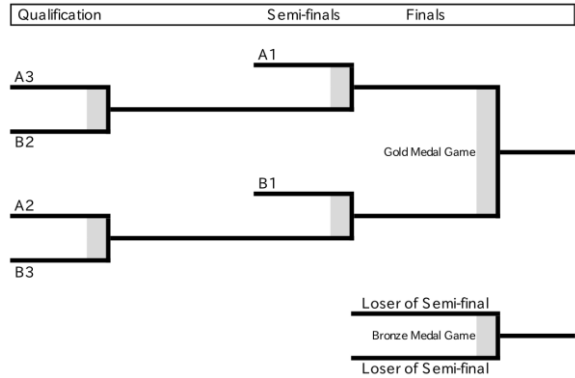 Qualification Semi-finals Finals
A1
A3
B2
Gold Medal Game
B1
A2
B3
Loser of Semi-final
Bronze Medal Game
Loser of Semi-final